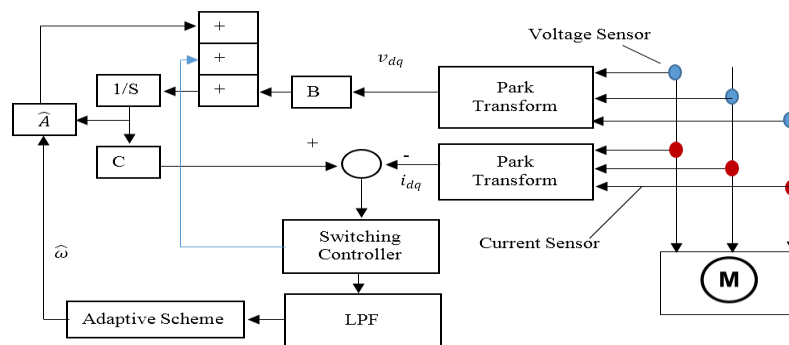 +
+
+
Voltage Sensor
v_dq
1/S
B
Park
Transform
Â
C
+
-
i_dq
Park
Transform
Switching
Controller
Current Sensor
ω̂
M
Adaptive Scheme
LPF